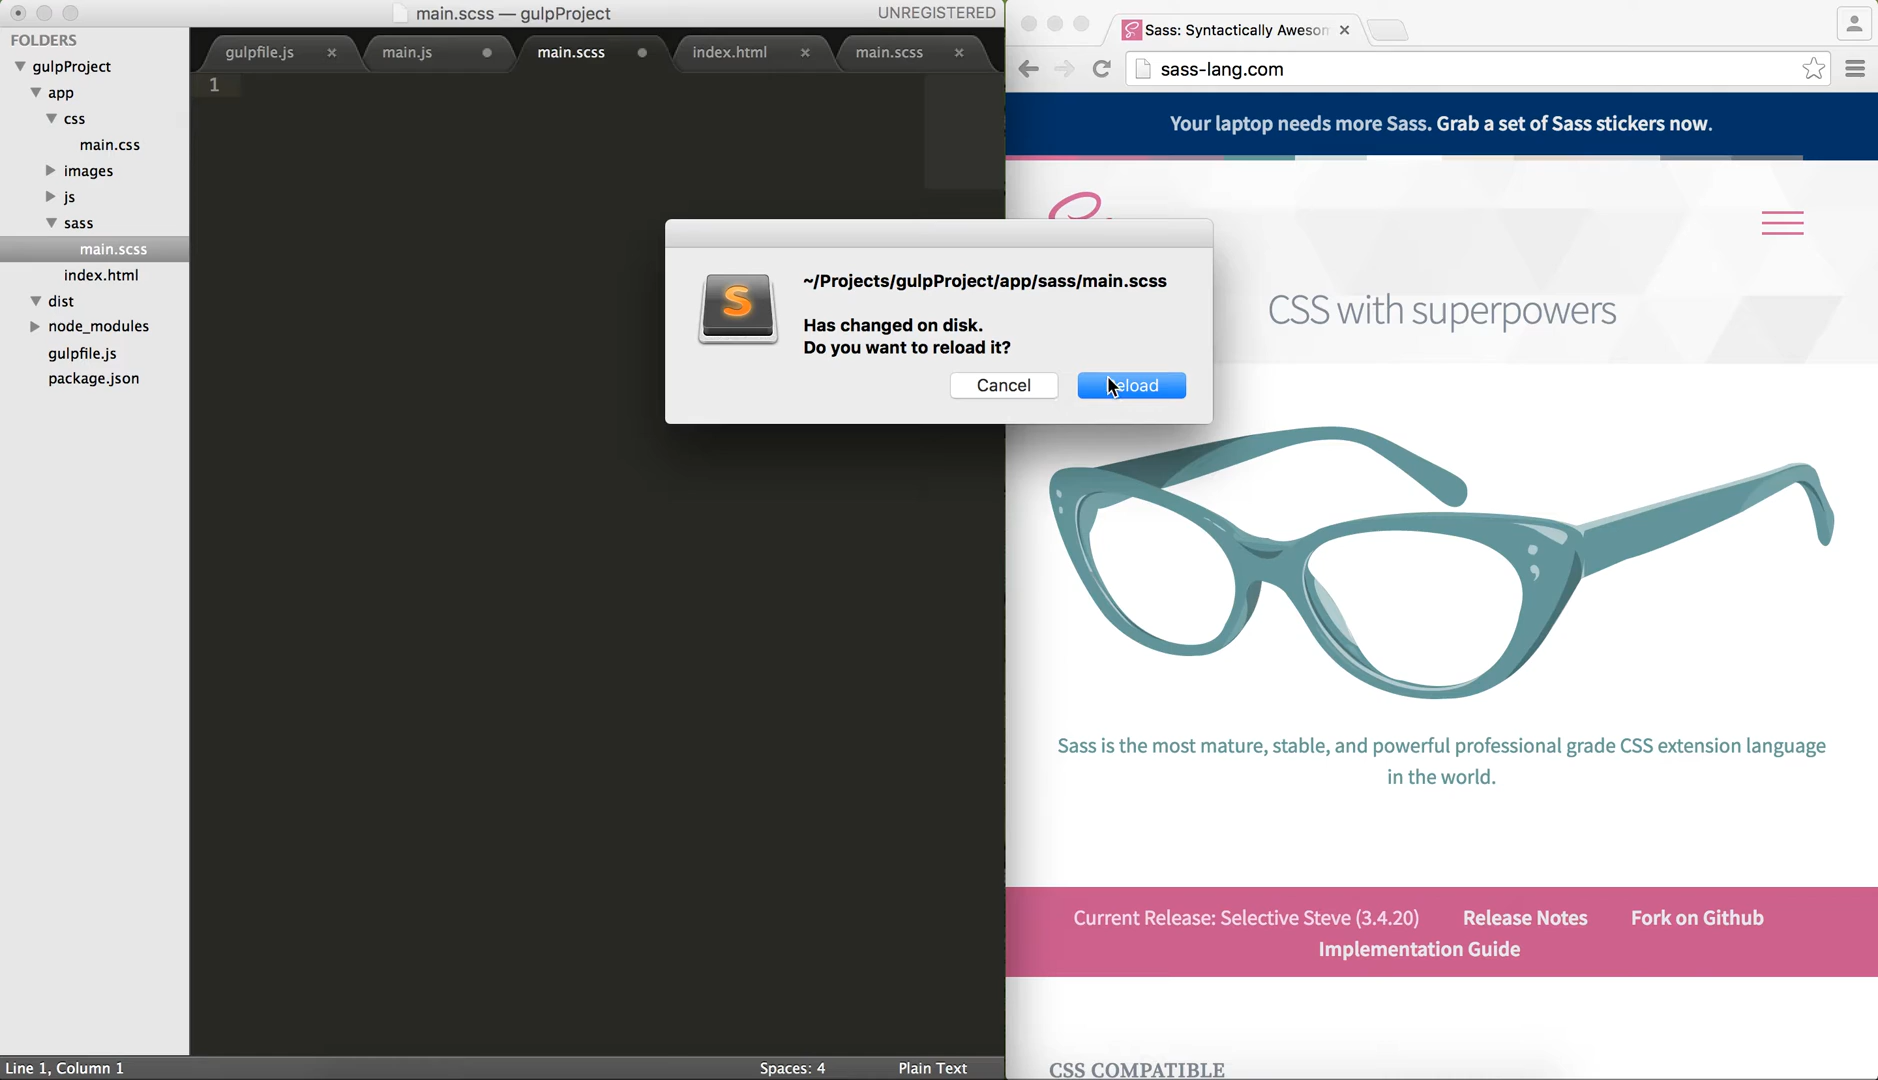 main.scss — gulpProject
UNREGISTERED
FOLDERS
gulpProject
app
css
main.css
images
js
sass
main.scss
index.html
dist
node_modules
gulpfile.js
package.json
gulpfile.js
main.js
main.scss
index.html
main.scss
1
~/Projects/gulpProject/app/sass/main.scss
Has changed on disk.
Do you want to reload it?
Cancel
eload
Line 1, Column 1
Spaces: 4
Plain Text
Sass: Syntactically Aweson
sass-lang.com
Your laptop needs more Sass. Grab a set of Sass stickers now.
CSS with superpowers
Sass is the most mature, stable, and powerful professional grade CSS extension language
in the world.
Current Release: Selective Steve (3.4.20) Release Notes Fork on Github
Implementation Guide
CSS COMPATIBLE